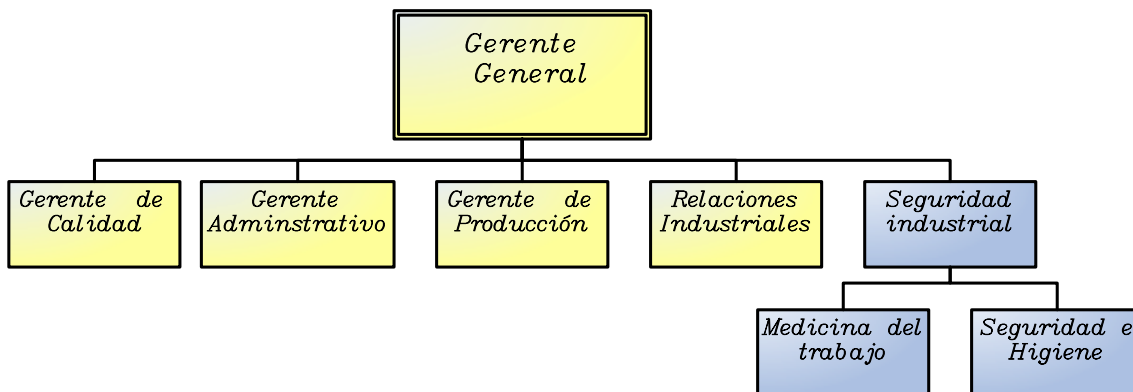 Gerente
General
Gerente de
Calidad
Gerente
Adminstrativo
Gerente de
Producción
Relaciones
Industriales
Seguridad
industrial
Medicina del
trabajo
Seguridad e
Higiene